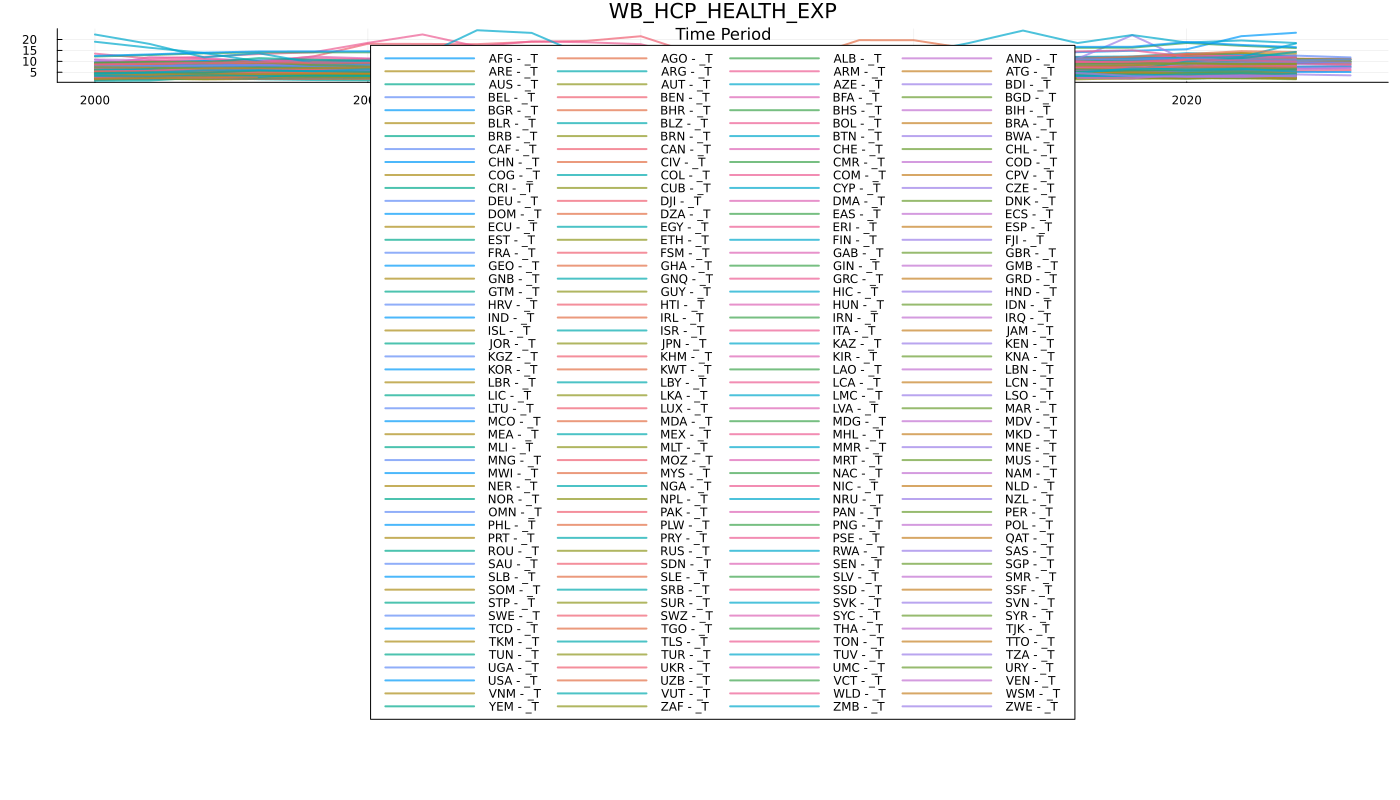 WB_HCP_HEALTH_EXP
Time Period
20
15
10
5
2000
20
2020
AFG - _T AGO - _T ALB - _T AND - _T
ARE - _T ARG - _T ARM - _T ATG - _T
AUS - _T AUT - _T AZE - _T BDI - _T
BEL - _T BEN - _T BFA - _T BGD - _T
BGR - _T BHR - _T BHS - _T BIH - _T
BLR - _T BLZ - _T BOL - _T BRA - _T
BRB - _T BRN - _T BTN - _T BWA - _T
CAF - _T CAN - _T CHE - _T CHL - _T
CHN - _T CIV - _T CMR - _T COD - _T
COG - _T COL - _T COM - _T CPV - _T
CRI - _T CUB - _T CYP - _T CZE - _T
DEU - _T DJI - _T DMA - _T DNK - _T
DOM - _T DZA - _T EAS - _T ECS - _T
ECU - _T EGY - _T ERI - _T ESP - _T
EST - _T ETH - _T FIN - _T FJI - _T
FRA - _T FSM - _T GAB - _T GBR - _T
GEO - _T GHA - _T GIN - _T GMB - _T
GNB - _T GNQ - _T GRC - _T GRD - _T
GTM - _T GUY - _T HIC - _T HND - _T
HRV - _T HTI - _T HUN - _T IDN - _T
IND - _T IRL - _T IRN - _T IRQ - _T
ISL - _T ISR - _T ITA - _T JAM - _T
JOR - _T JPN - _T KAZ - _T KEN - _T
KGZ - _T KHM - _T KIR - _T KNA - _T
KOR - _T KWT - _T LAO - _T LBN - _T
LBR - _T LBY - _T LCA - _T LCN - _T
LIC - _T LKA - _T LMC - _T LSO - _T
LTU - _T LUX - _T LVA - _T MAR - _T
MCO - _T MDA - _T MDG - _T MDV - _T
MEA - _T MEX - _T MHL - _T MKD - _T
MLI - _T MLT - _T MMR - _T MNE - _T
MNG - _T MOZ - _T MRT - _T MUS - _T
MWI - _T MYS - _T NAC - _T NAM - _T
NER - _T NGA - _T NIC - _T NLD - _T
NOR - _T NPL - _T NRU - _T NZL - _T
OMN - _T PAK - _T PAN - _T PER - _T
PHL - _T PLW - _T PNG - _T POL - _T
PRT - _T PRY - _T PSE - _T QAT - _T
ROU - _T RUS - _T RWA - _T SAS - _T
SAU - _T SDN - _T SEN - _T SGP - _T
SLB - _T SLE - _T SLV - _T SMR - _T
SOM - _T SRB - _T SSD - _T SSF - _T
STP - _T SUR - _T SVK - _T SVN - _T
SWE - _T SWZ - _T SYC - _T SYR - _T
TCD - _T TGO - _T THA - _T TJK - _T
TKM - _T TLS - _T TON - _T TTO - _T
TUN - _T TUR - _T TUV - _T TZA - _T
UGA - _T UKR - _T UMC - _T URY - _T
USA - _T UZB - _T VCT - _T VEN - _T
VNM - _T VUT - _T WLD - _T WSM - _T
YEM - _T ZAF - _T ZMB - _T ZWE - _T